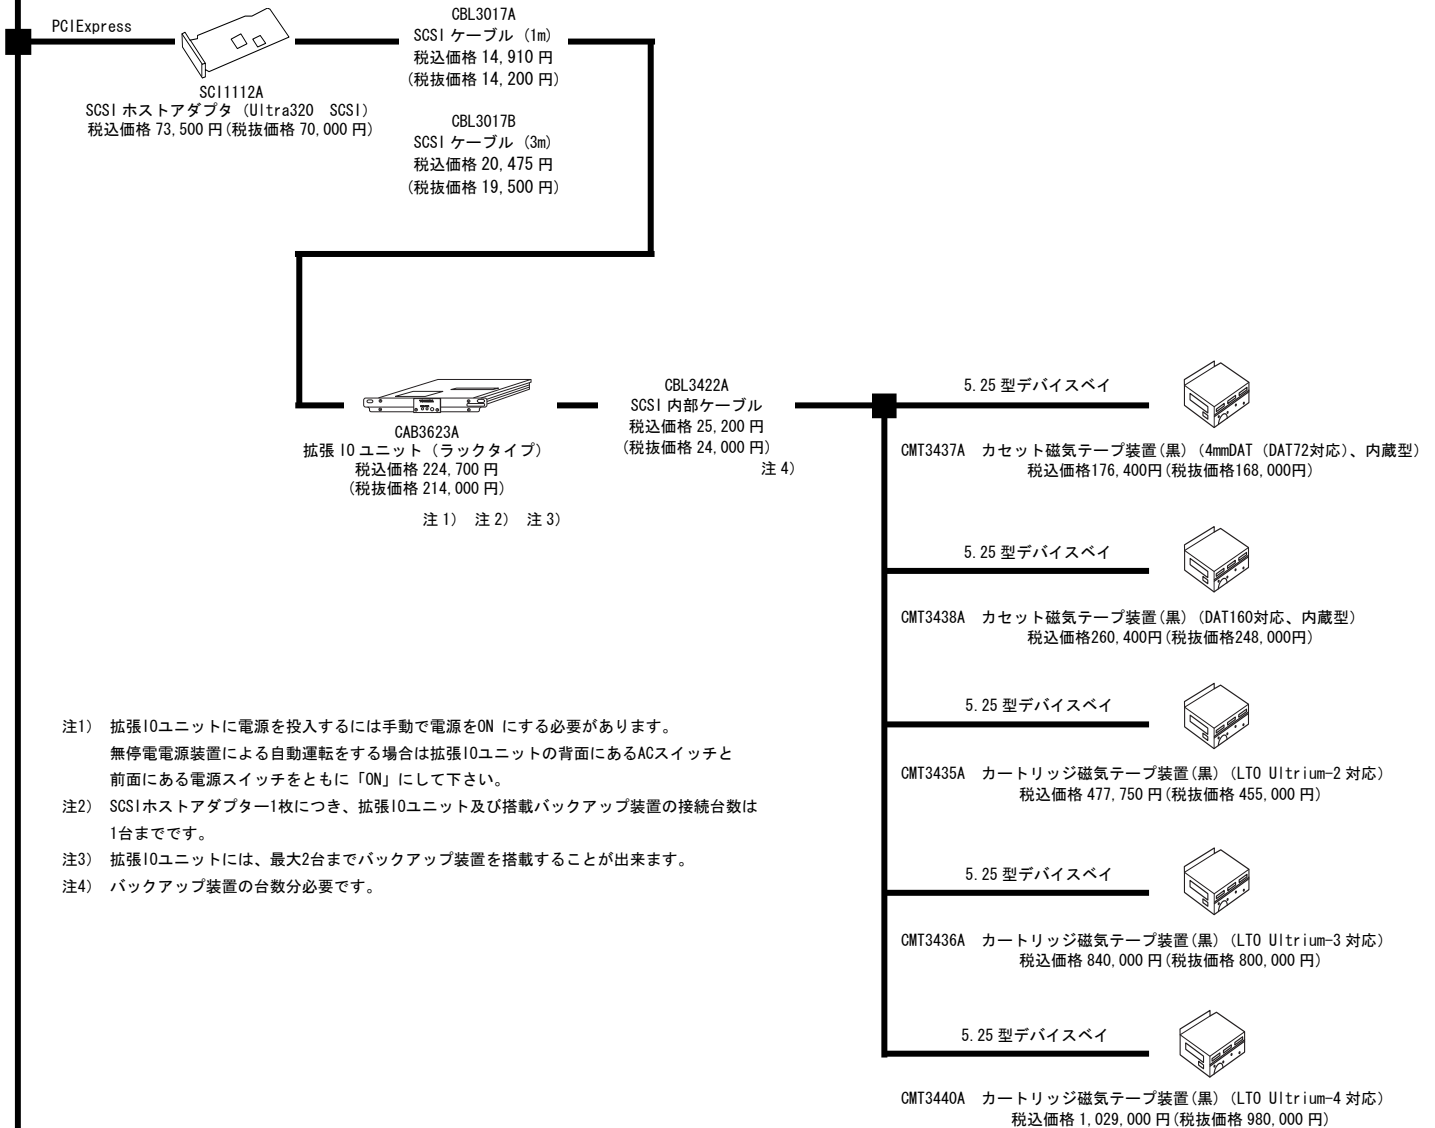 PCIExpress
SCI1112A
SCSI ホストアダプタ（Ultra320　SCSI）
税込価格 73,500 円(税抜価格 70,000 円)
CBL3017A
SCSI ケーブル（1m）
税込価格 14,910 円
(税抜価格 14,200 円)
CBL3017B
SCSI ケーブル（3m）
税込価格 20,475 円
(税抜価格 19,500 円)
CAB3623A
拡張 IO ユニット（ラックタイプ）
税込価格 224,700 円
(税抜価格 214,000 円)
注 1）　注 2）　注 3）
CBL3422A
SCSI 内部ケーブル
税込価格 25,200 円
(税抜価格 24,000 円)
注 4）
5.25 型デバイスベイ
CMT3437A　カセット磁気テープ装置(黒)（4mmDAT（DAT72対応）、内蔵型）
税込価格176,400円(税抜価格168,000円)
5.25 型デバイスベイ
CMT3438A　カセット磁気テープ装置(黒)（DAT160対応、内蔵型）
税込価格260,400円(税抜価格248,000円)
5.25 型デバイスベイ
CMT3435A　カートリッジ磁気テープ装置(黒)（LTO Ultrium-2 対応）
税込価格 477,750 円(税抜価格 455,000 円)
5.25 型デバイスベイ
CMT3436A　カートリッジ磁気テープ装置(黒)（LTO Ultrium-3 対応）
税込価格 840,000 円(税抜価格 800,000 円)
5.25 型デバイスベイ
CMT3440A　カートリッジ磁気テープ装置(黒)（LTO Ultrium-4 対応）
税込価格 1,029,000 円(税抜価格 980,000 円)
注1）　拡張IOユニットに電源を投入するには手動で電源をON にする必要があります。
無停電電源装置による自動運転をする場合は拡張IOユニットの背面にあるACスイッチと
前面にある電源スイッチをともに「ON」にして下さい。
注2）　SCSIホストアダプター1枚につき、拡張IOユニット及び搭載バックアップ装置の接続台数は
1台までです。
注3）　拡張IOユニットには、最大2台までバックアップ装置を搭載することが出来ます。
注4）　バックアップ装置の台数分必要です。